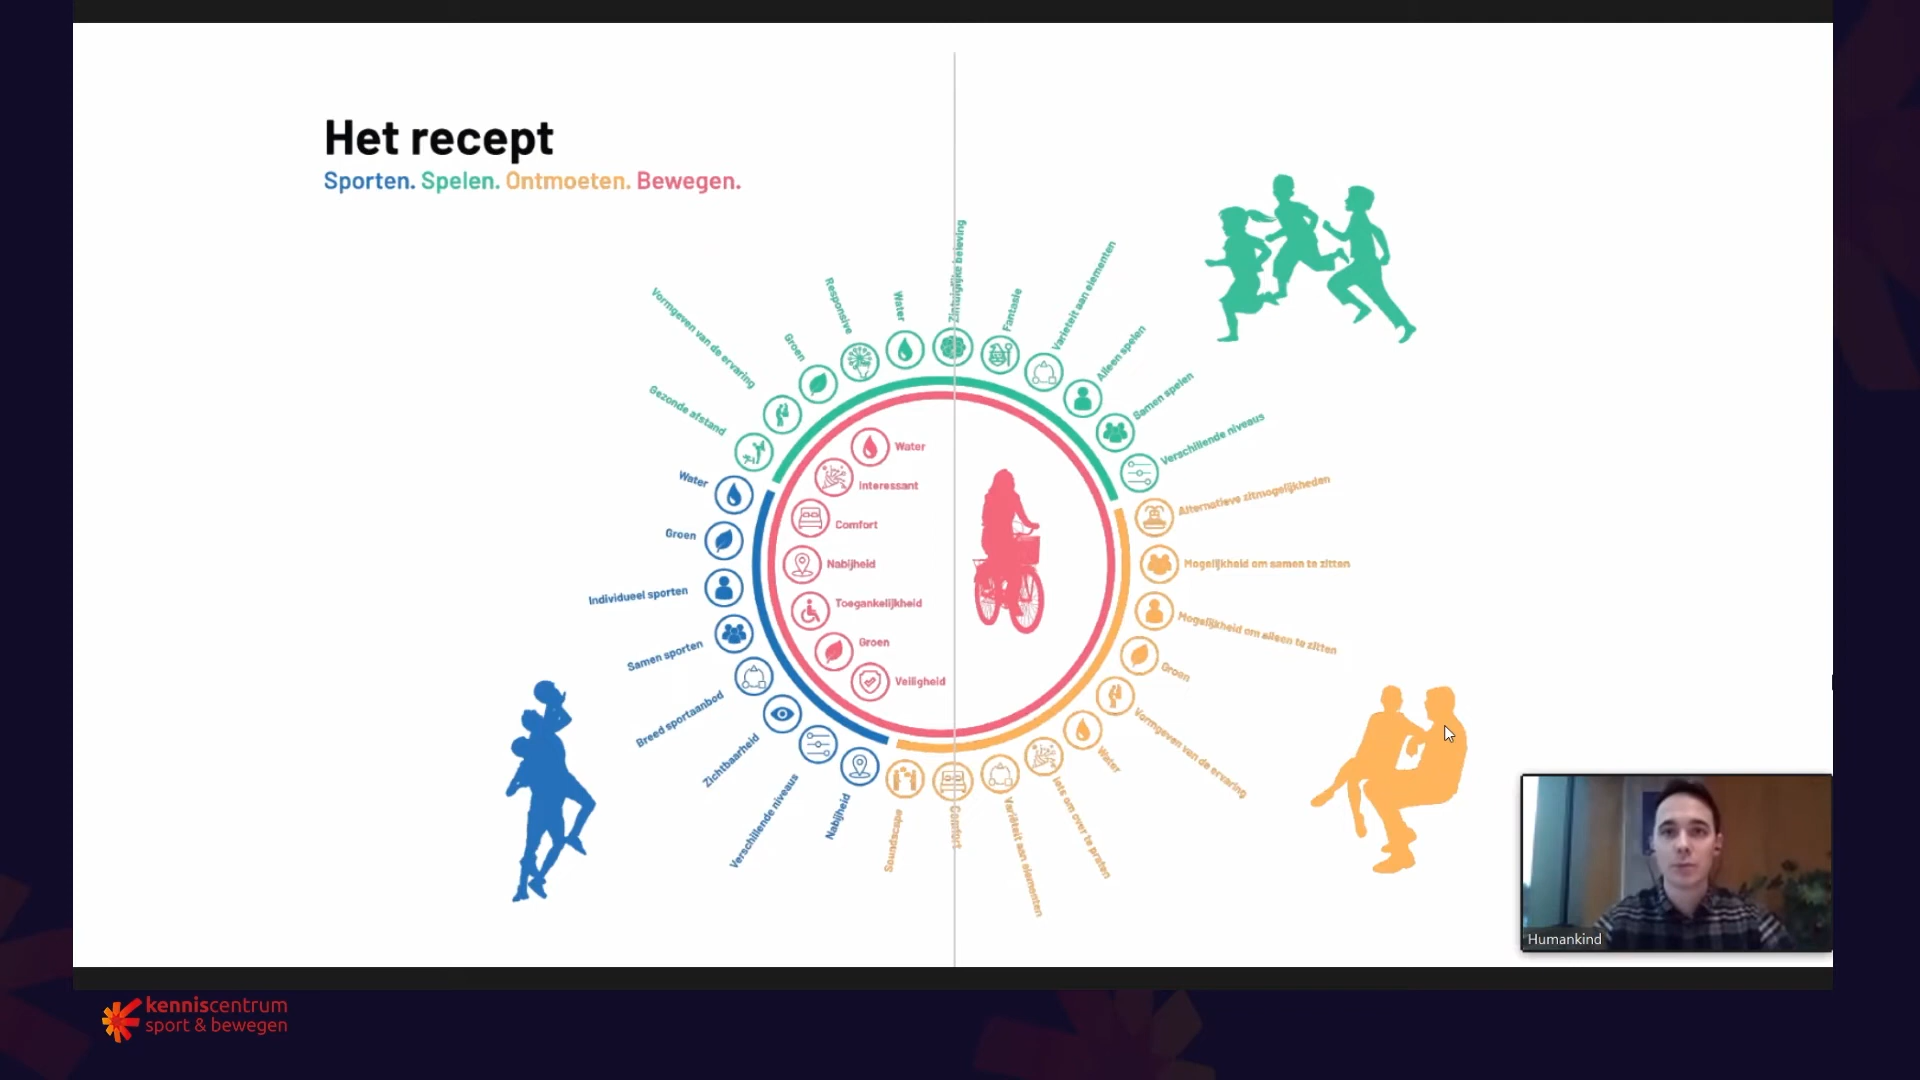 Het recept
Sporten. Spelen. Ontmoeten. Bewegen.
Gezonde afstand
Vormgeven van de ervaring
Groen
Responsive
Water
Zintuiglijke beleving
Fantasie
Varieteit aan elementen
Alleen spelen
Samen spelen
Verschillende niveaus
Alternatieve zitmogelijkheden
Mogelijkheid om samen te zitten
Mogelijkheid om alleen te zitten
Groen
Vormgeven van de ervaring
Water
Iets om over te praten
Variëteit aan elementen
Comfort
Soundscape
Nabijheid
Verschillende niveaus
Zichtbaarheid
Breed sportaanbod
Samen sporten
Individueel sporten
Groen
Water
Water
Interessant
Comfort
Nabijheid
Toegankelijkheid
Groen
Veiligheid
Humankind
kenniscentrum
sport & bewegen